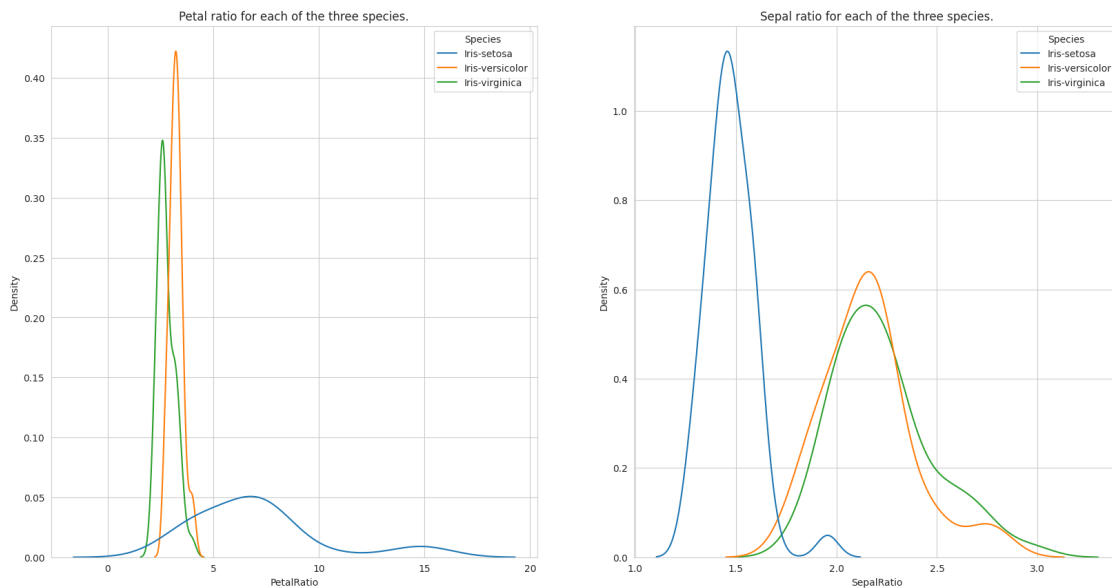 Petal ratio for each of the three species.
Species
Iris-setosa
Iris-versicolor
Iris-virginica
0.40
0.35
0.30
0.25
0.20
0.15
0.10
0.05
0.00
Density
0
5
10
15
20
PetalRatio
Sepal ratio for each of the three species.
Species
Iris-setosa
Iris-versicolor
Iris-virginica
1.0
0.8
0.6
0.4
0.2
0.0
Density
1.0
1.5
2.0
2.5
3.0
SepalRatio